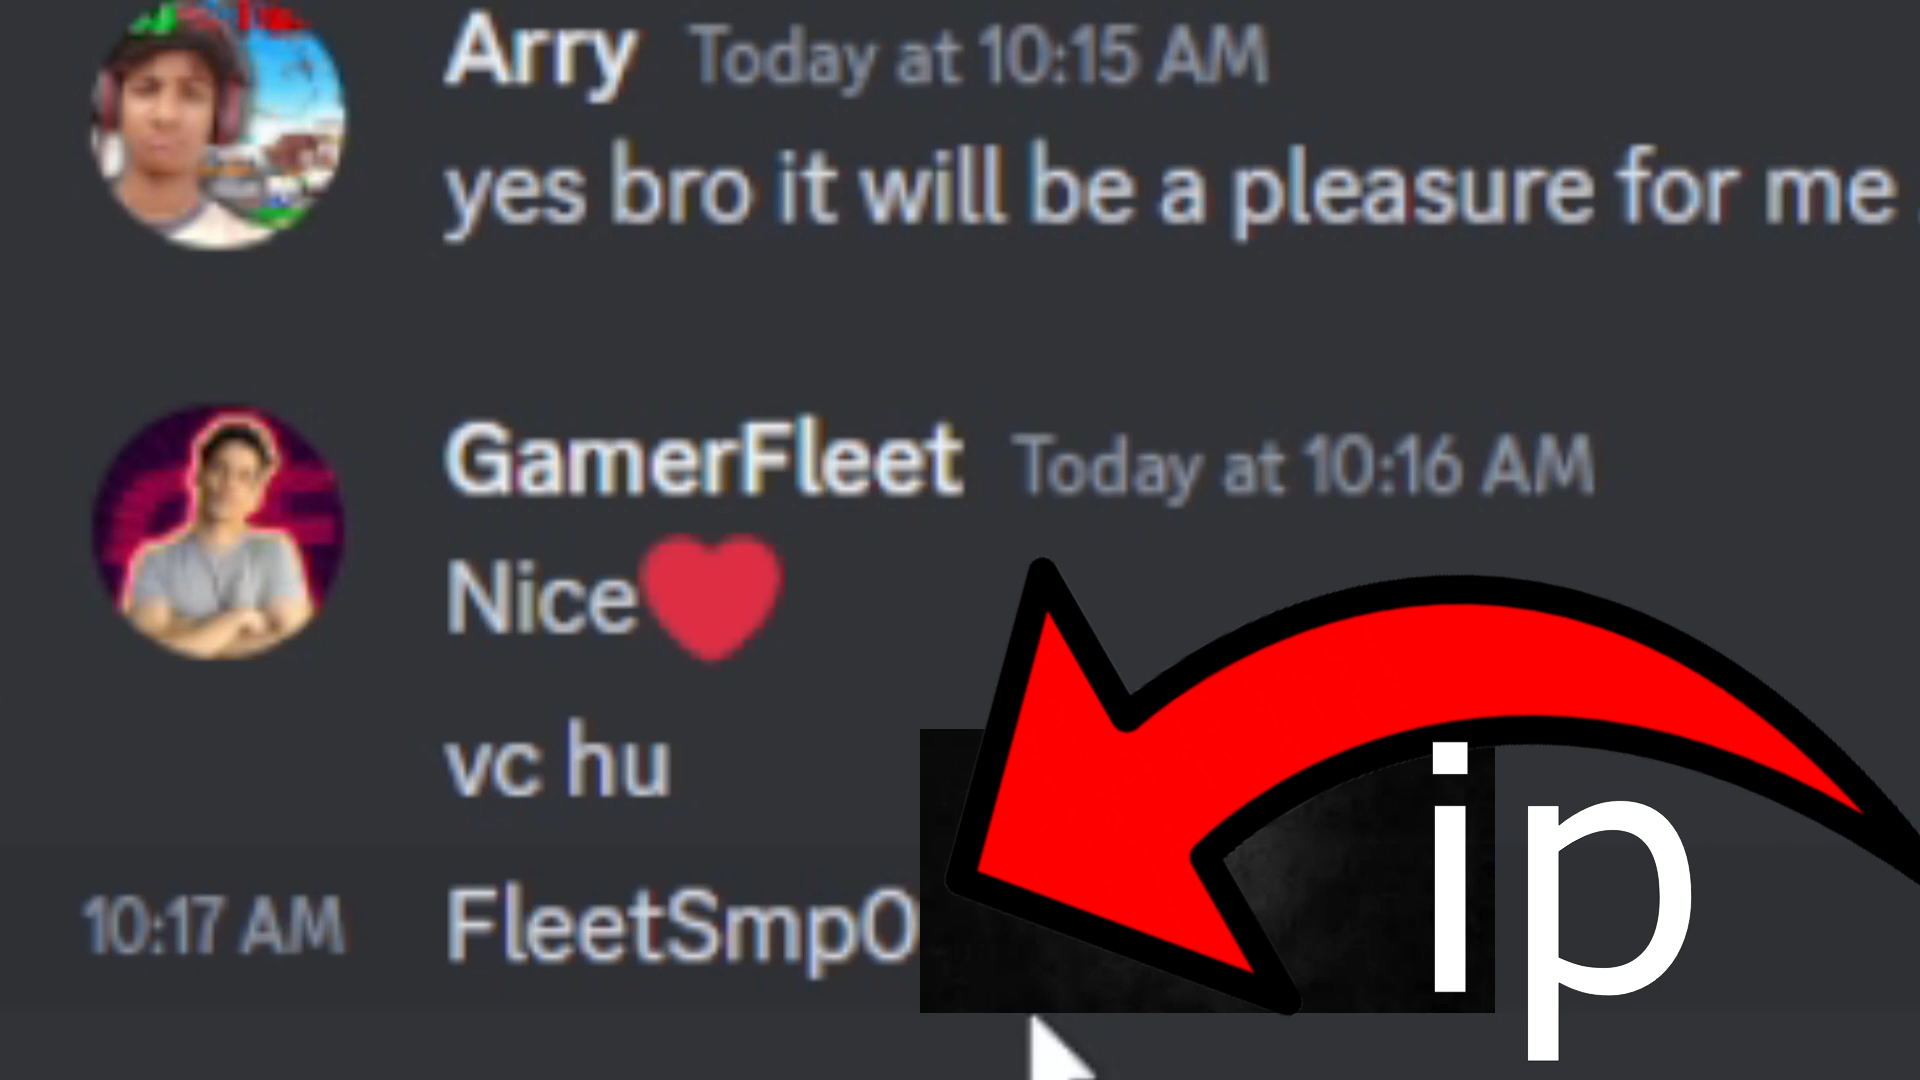 Arry Today at 10:15 AM
yes bro it will be a pleasure for me
GamerFleet Today at 10:16 AM
Nice❤
vc hu
10:17 AM FleetSmp0
ip